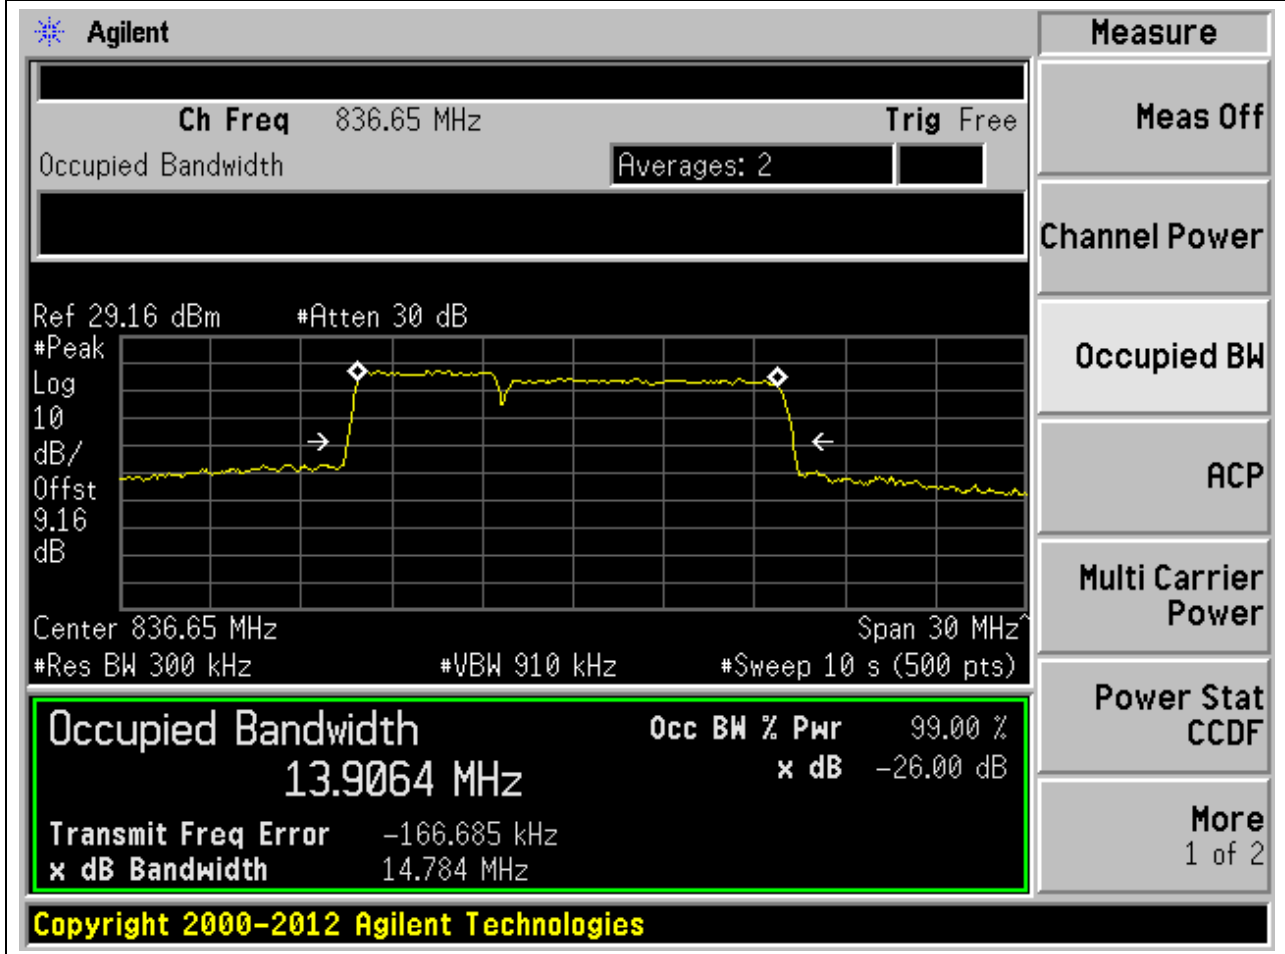 Agilent
Measure
Ch Freq 836.65 MHz Trig Free
Meas Off
Occupied Bandwidth Averages: 2
Channel Power
Ref 29.16 dBm #Atten 30 dB
#Peak
Log
10
dB/
Offst
9.16
dB
Occupied BW
ACP
Center 836.65 MHz Span 30 MHz^
#Res BW 300 kHz #VBW 910 kHz #Sweep 10 s (500 pts)
Multi Carrier
Power
Occupied Bandwidth Occ BW % Pwr 99.00 %
13.9064 MHz x dB -26.00 dB
Power Stat
CCDF
Transmit Freq Error -166.685 kHz
x dB Bandwidth 14.784 MHz
More
1 of 2
Copyright 2000-2012 Agilent Technologies